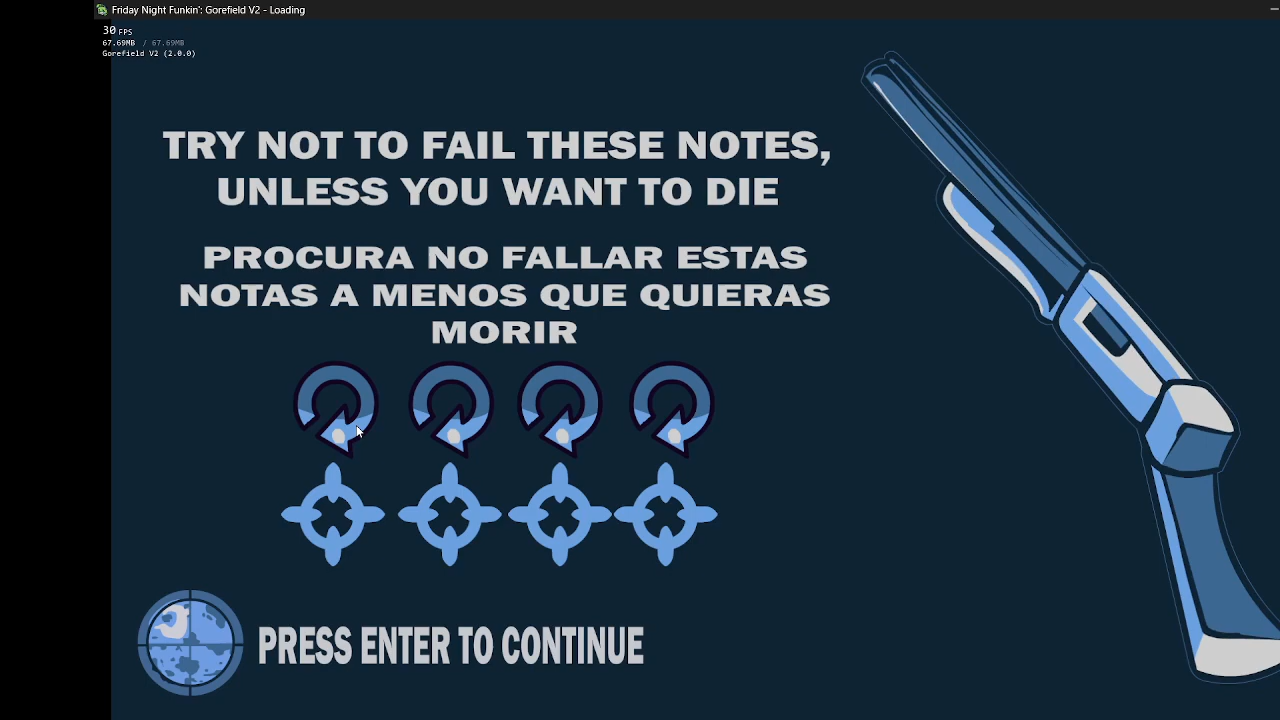 Friday Night Funkin': Gorefield V2 - Loading
30 FPS
67.69MB / 67.69MB
Gorefield V2 (2.0.0)
TRY NOT TO FAIL THESE NOTES,
UNLESS YOU WANT TO DIE
PROCURA NO FALLAR ESTAS
NOTAS A MENOS QUE QUIERAS
MORIR
PRESS ENTER TO CONTINUE